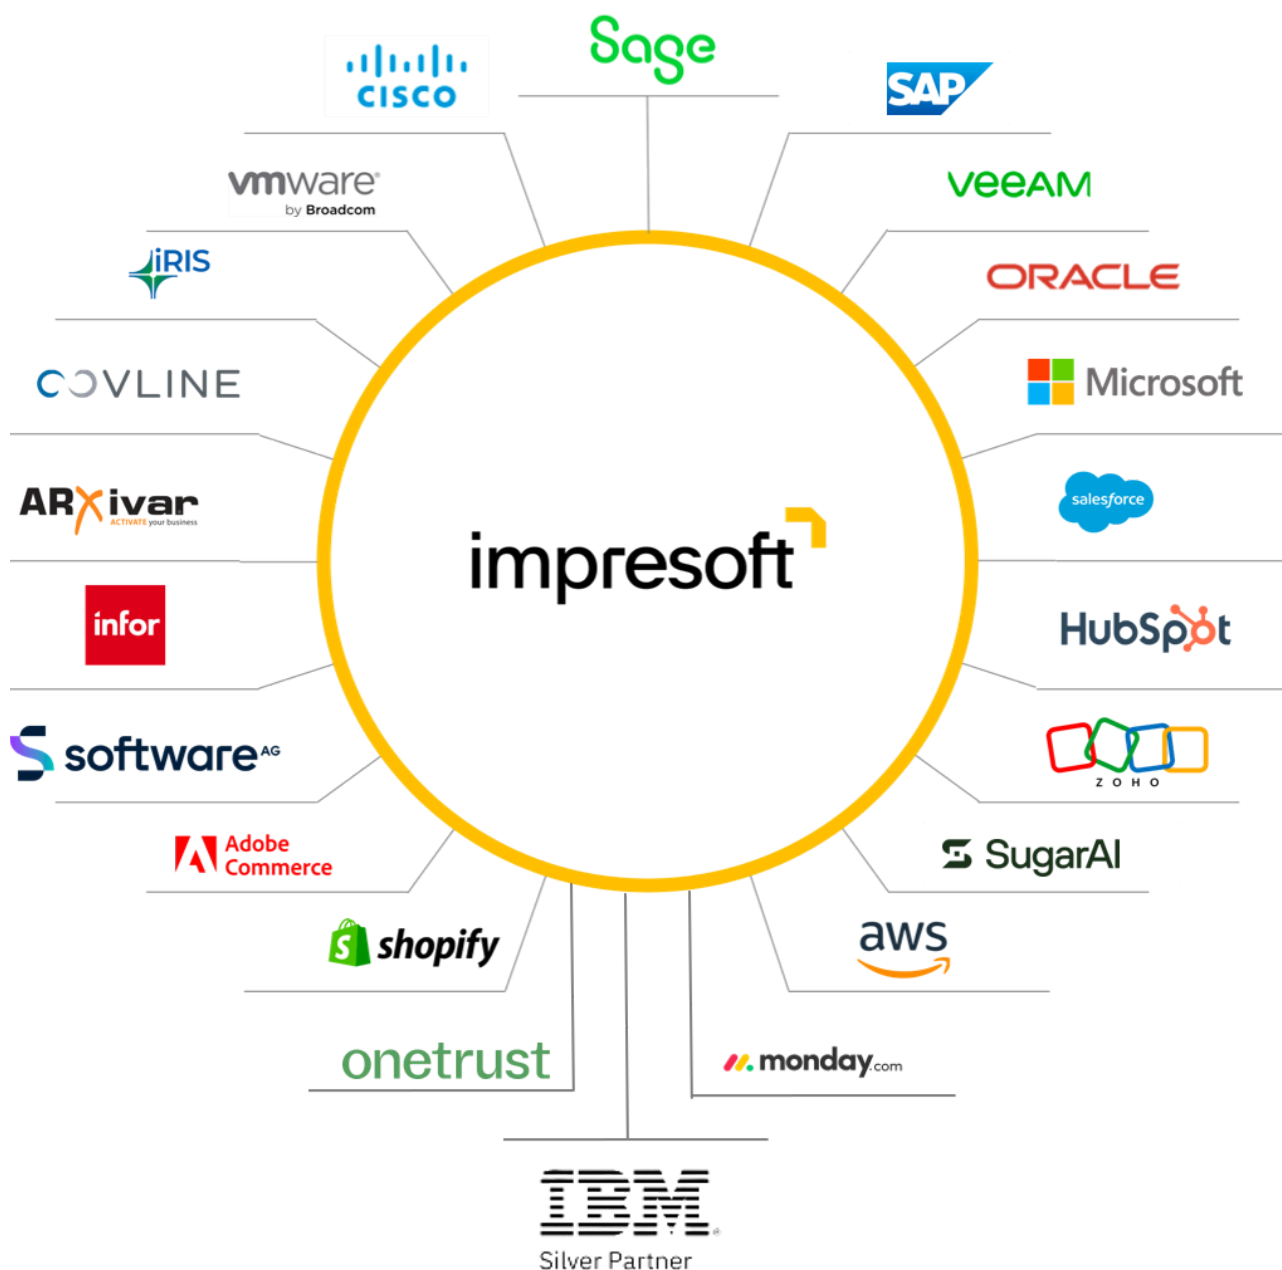 Sage
CISCO
SAP
vmware®
by Broadcom
veeAM
iRIS
ORACLE
COVLINE
Microsoft
ARXivar
ACTIVATE your business
salesforce
impresoft
infor
HubSpot
software AG
ZOHO
Adobe
Commerce
SugarAI
shopify
aws
onetrust
monday.com
IBM®
Silver Partner